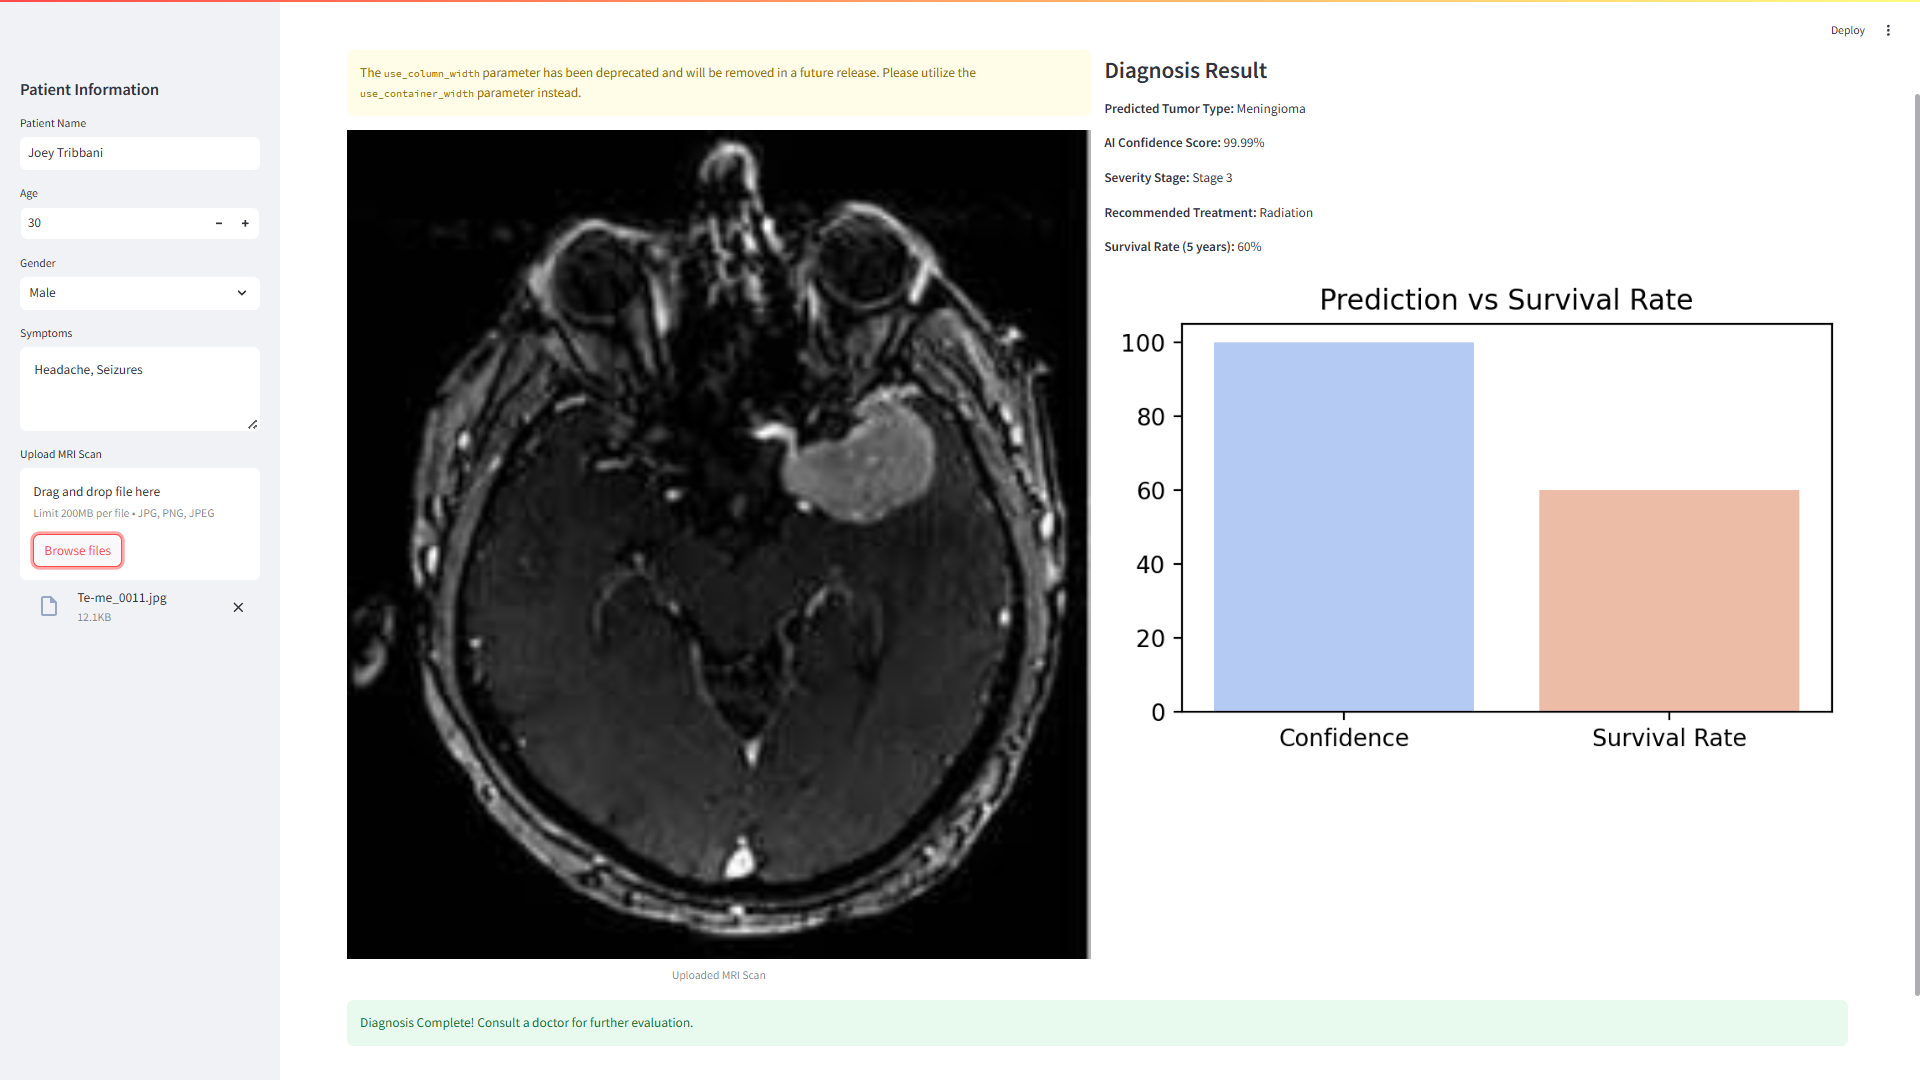 Deploy
Patient Information
Patient Name
Joey Tribbani
Age
30
Gender
Male
Symptoms
Headache, Seizures
Upload MRI Scan
Drag and drop file here
Limit 200MB per file • JPG, PNG, JPEG
Browse files
Te-me_0011.jpg
12.1KB
The use_column_width parameter has been deprecated and will be removed in a future release. Please utilize the
use_container_width parameter instead.
Uploaded MRI Scan
Diagnosis Result
Predicted Tumor Type: Meningioma
AI Confidence Score: 99.99%
Severity Stage: Stage 3
Recommended Treatment: Radiation
Survival Rate (5 years): 60%
Prediction vs Survival Rate
100
80
60
40
20
0
Confidence Survival Rate
Diagnosis Complete! Consult a doctor for further evaluation.